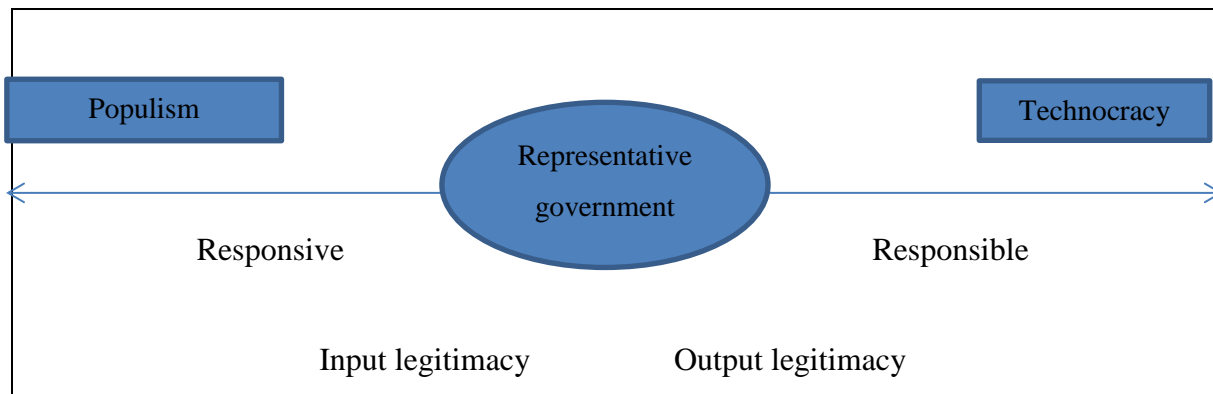 Populism
Technocracy
Representative
government
Responsive
Responsible
Input legitimacy
Output legitimacy